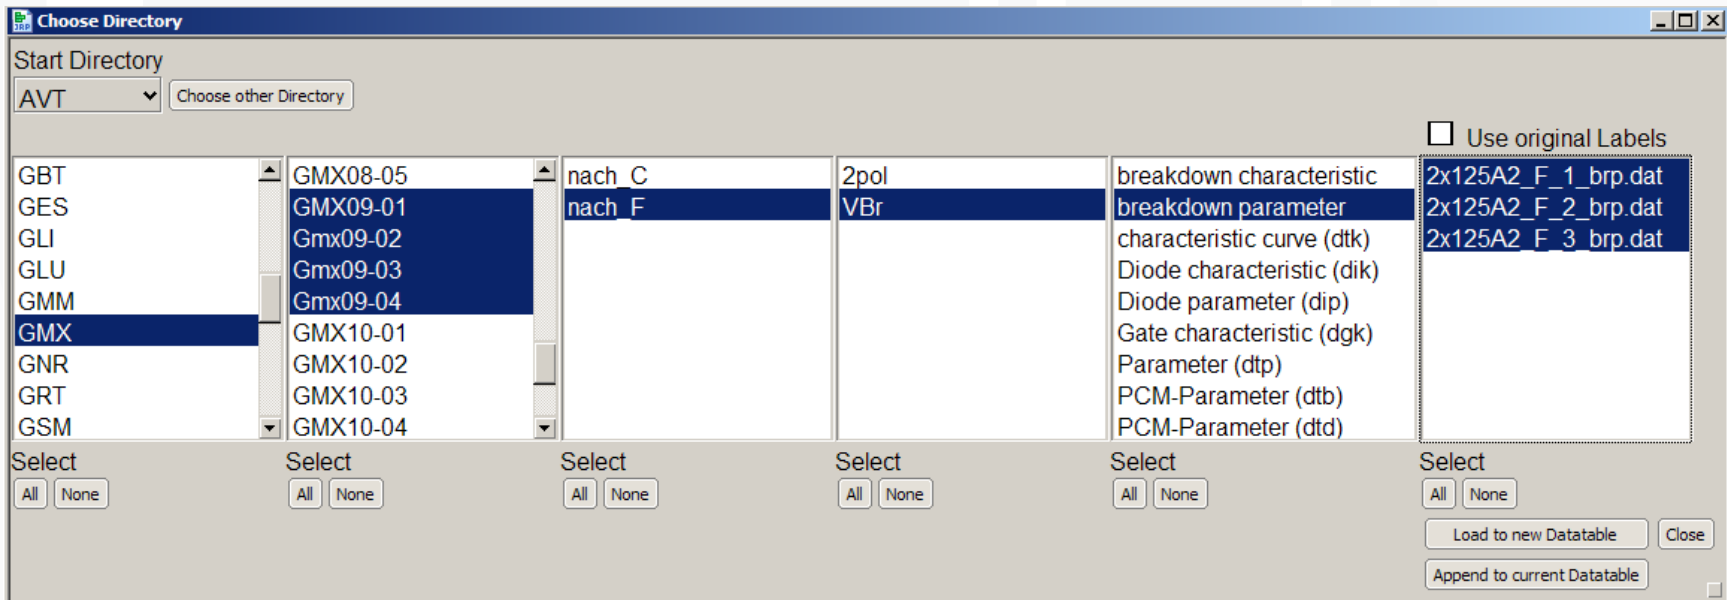 Choose Directory
Start Directory
AVT
Choose other Directory
Use original Labels
GBT
GES
GLI
GLU
GMM
GMX
GNR
GRT
GSM
GMX08-05
GMX09-01
Gmx09-02
Gmx09-03
Gmx09-04
GMX10-01
GMX10-02
GMX10-03
GMX10-04
nach_C
nach_F
2pol
VBr
breakdown characteristic
breakdown parameter
characteristic curve (dtk)
Diode characteristic (dik)
Diode parameter (dip)
Gate characteristic (dgk)
Parameter (dtp)
PCM-Parameter (dtb)
PCM-Parameter (dtd)
2x125A2_F_1_brp.dat
2x125A2_F_2_brp.dat
2x125A2_F_3_brp.dat
Select
All None
Select
All None
Select
All None
Select
All None
Select
All None
Select
All None
Load to new Datatable
Close
Append to current Datatable